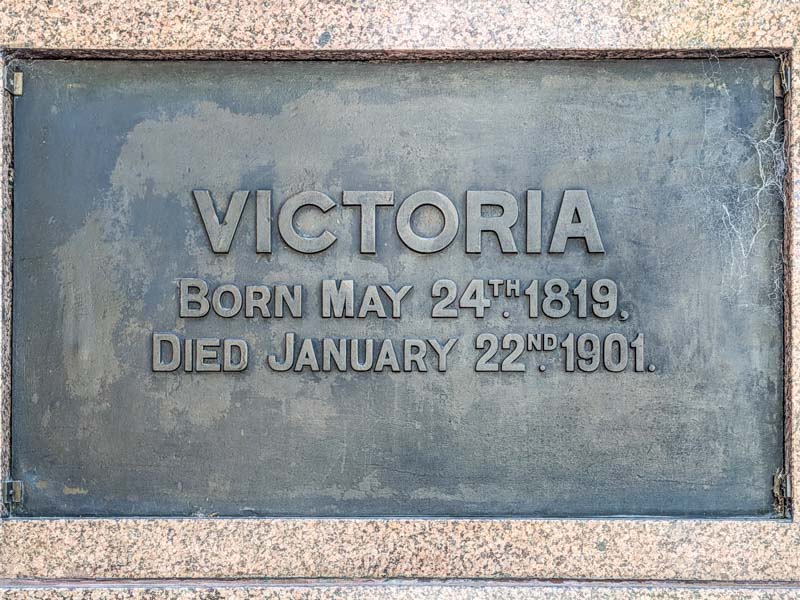 VICTORIA
BORN MAY 24TH. 1819.
DIED JANUARY 22ND. 1901.